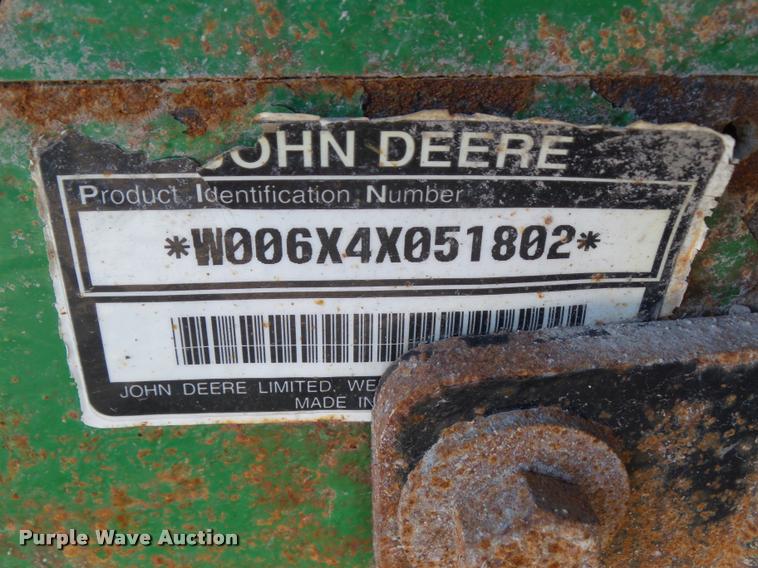 JOHN DEERE
Product Identification Number
*W006X4X051802*
JOHN DEERE LIMITED, WE
MADE IN
Purple Wave Auction®